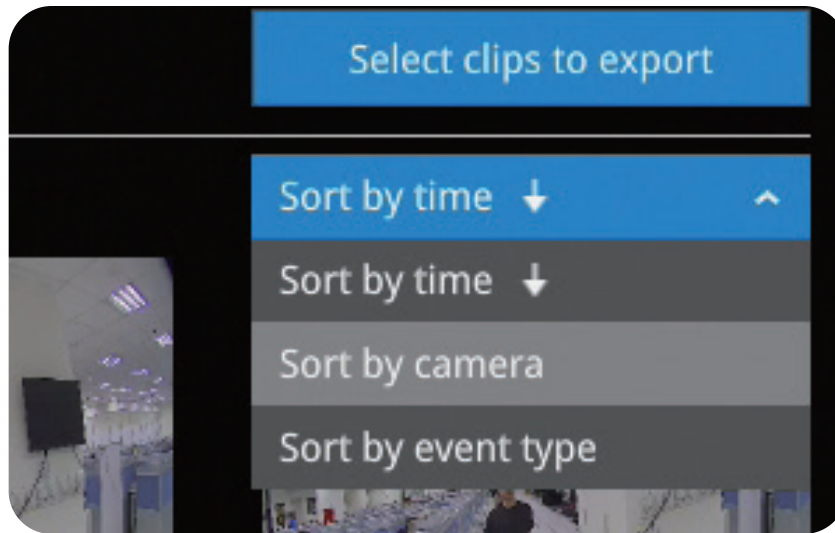 Select clips to export
Sort by time ↓
Sort by time ↓
Sort by camera
Sort by event type